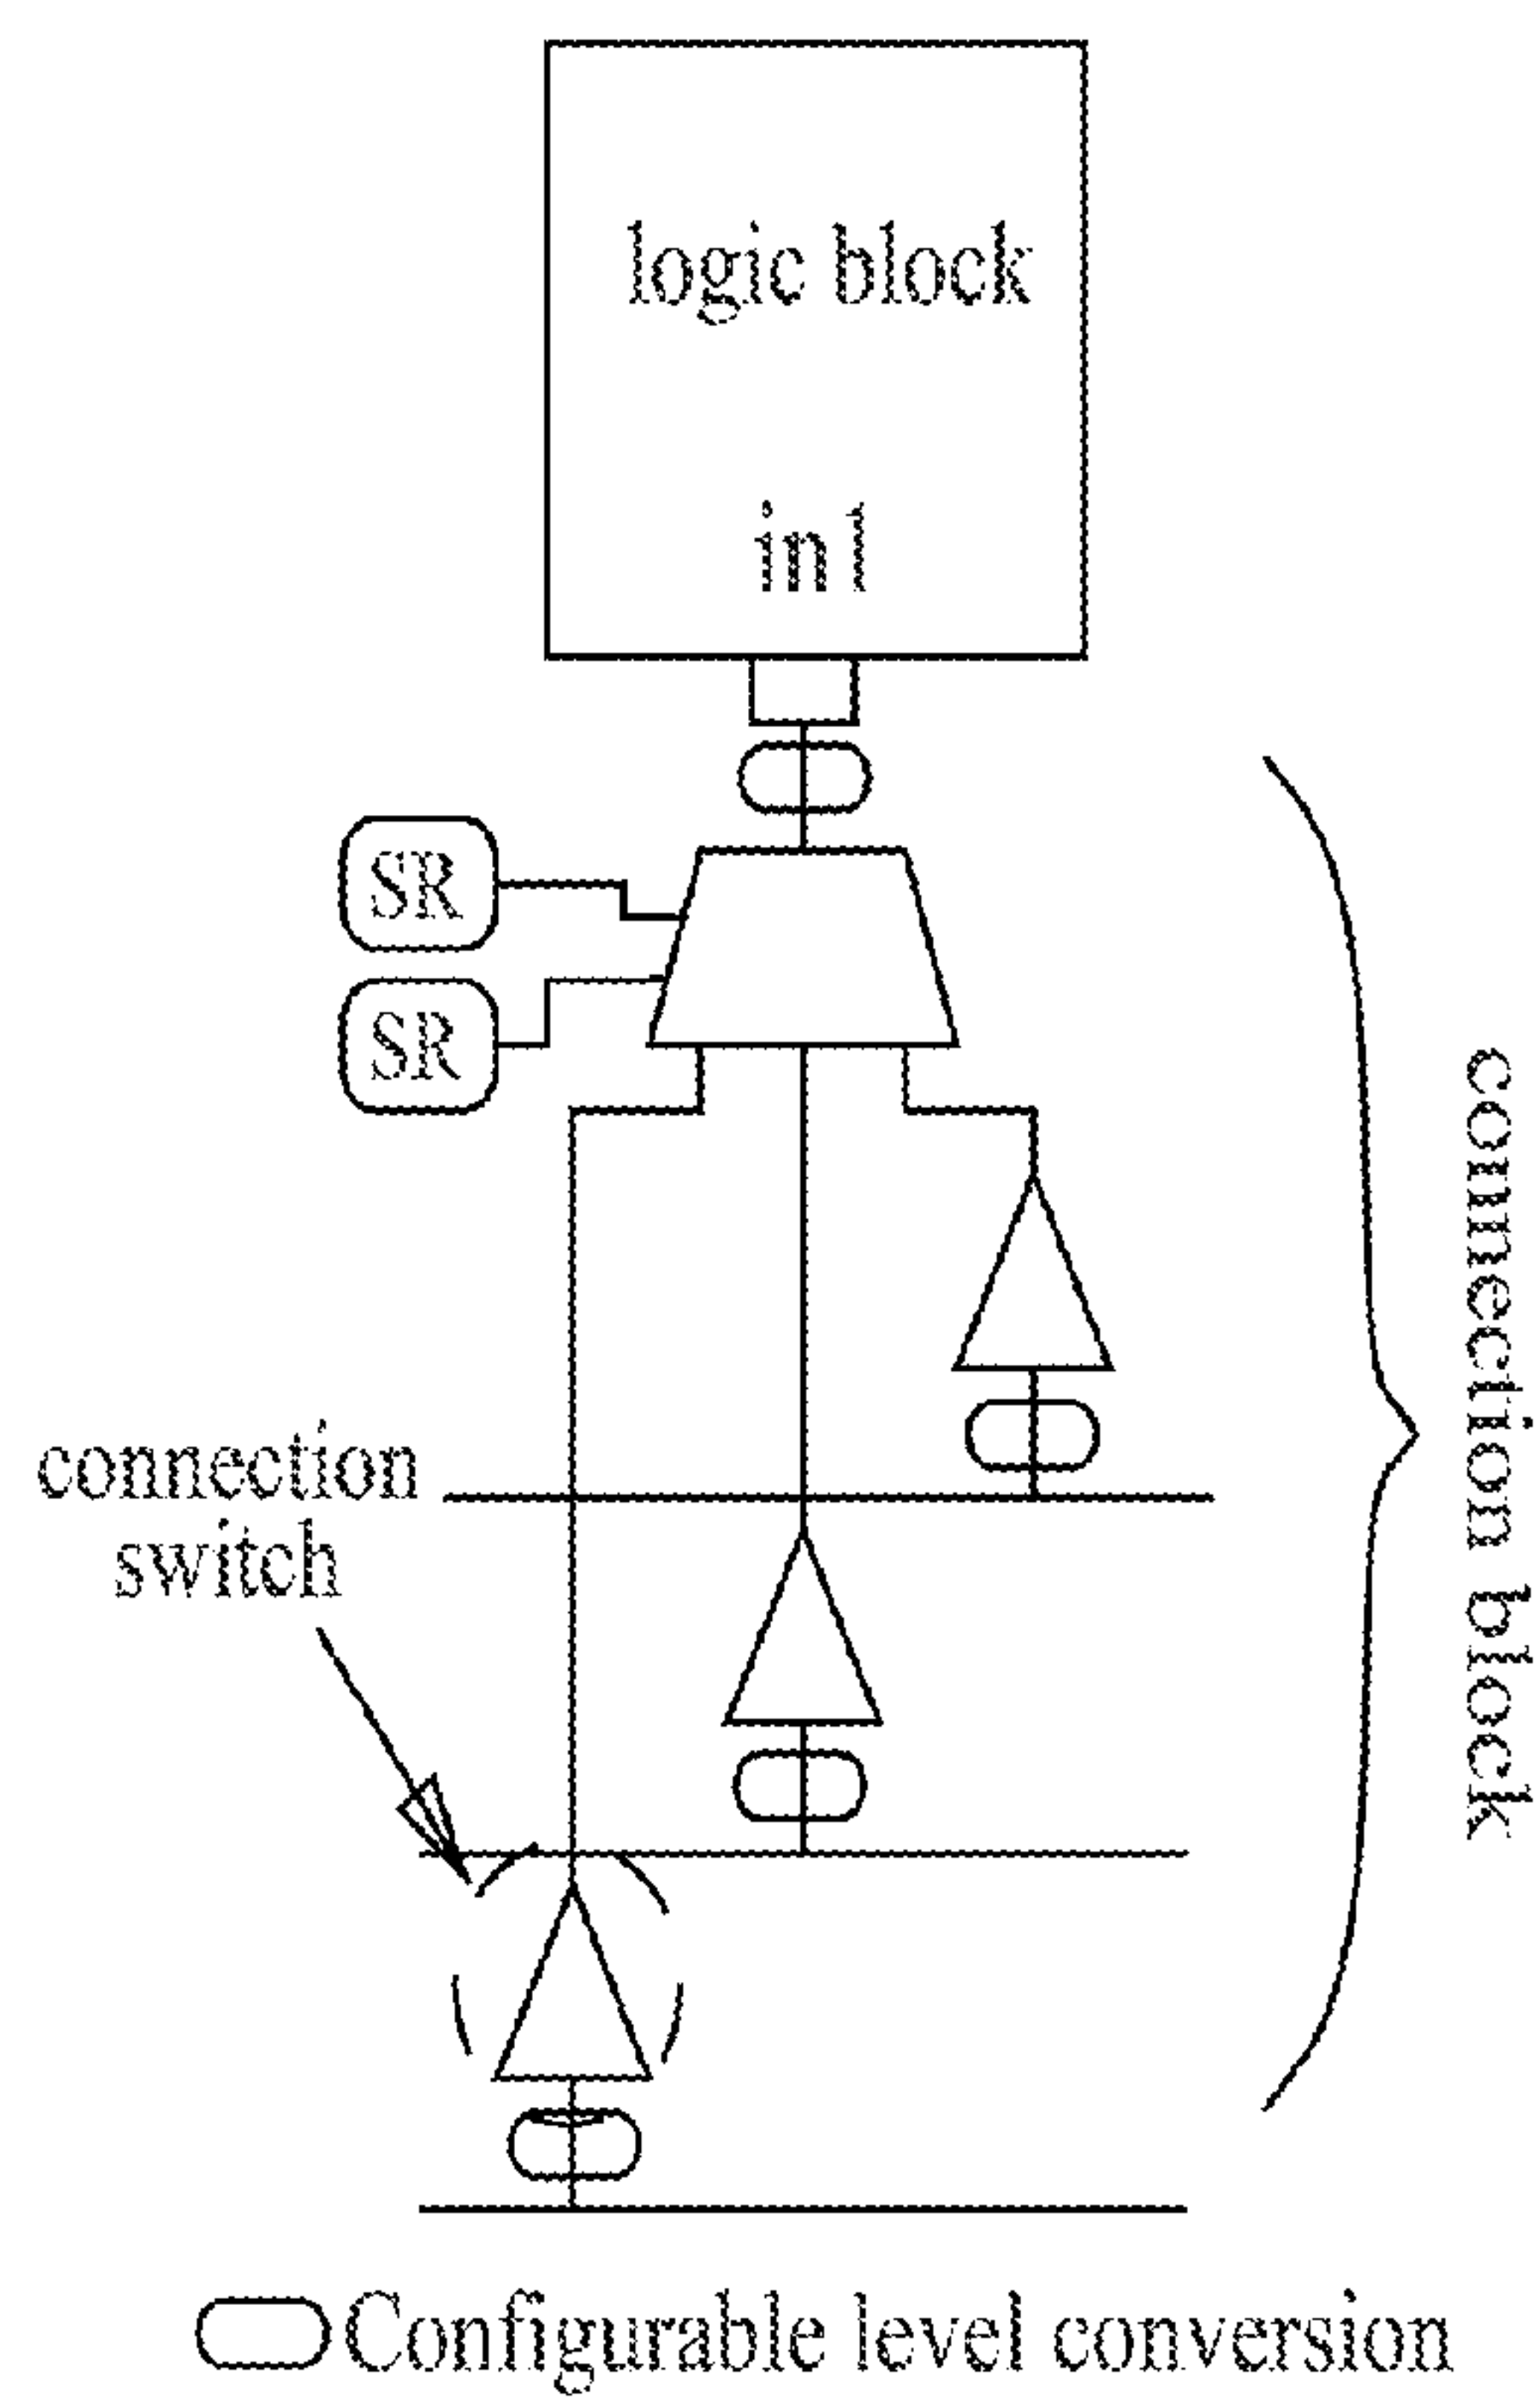 logic block
in1
SR
SR
connection
switch
connection block
Configurable level conversion